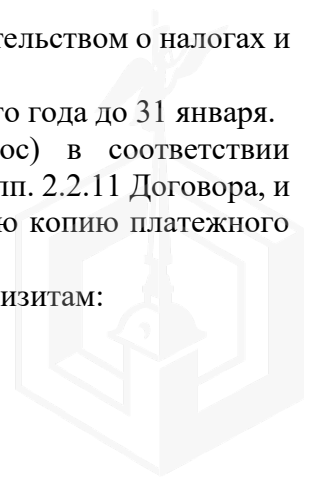 тельством о налогах и
го года до 31 января.
ос) в соответствии
пп. 2.2.11 Договора, и
ю копию платежного
изитам: